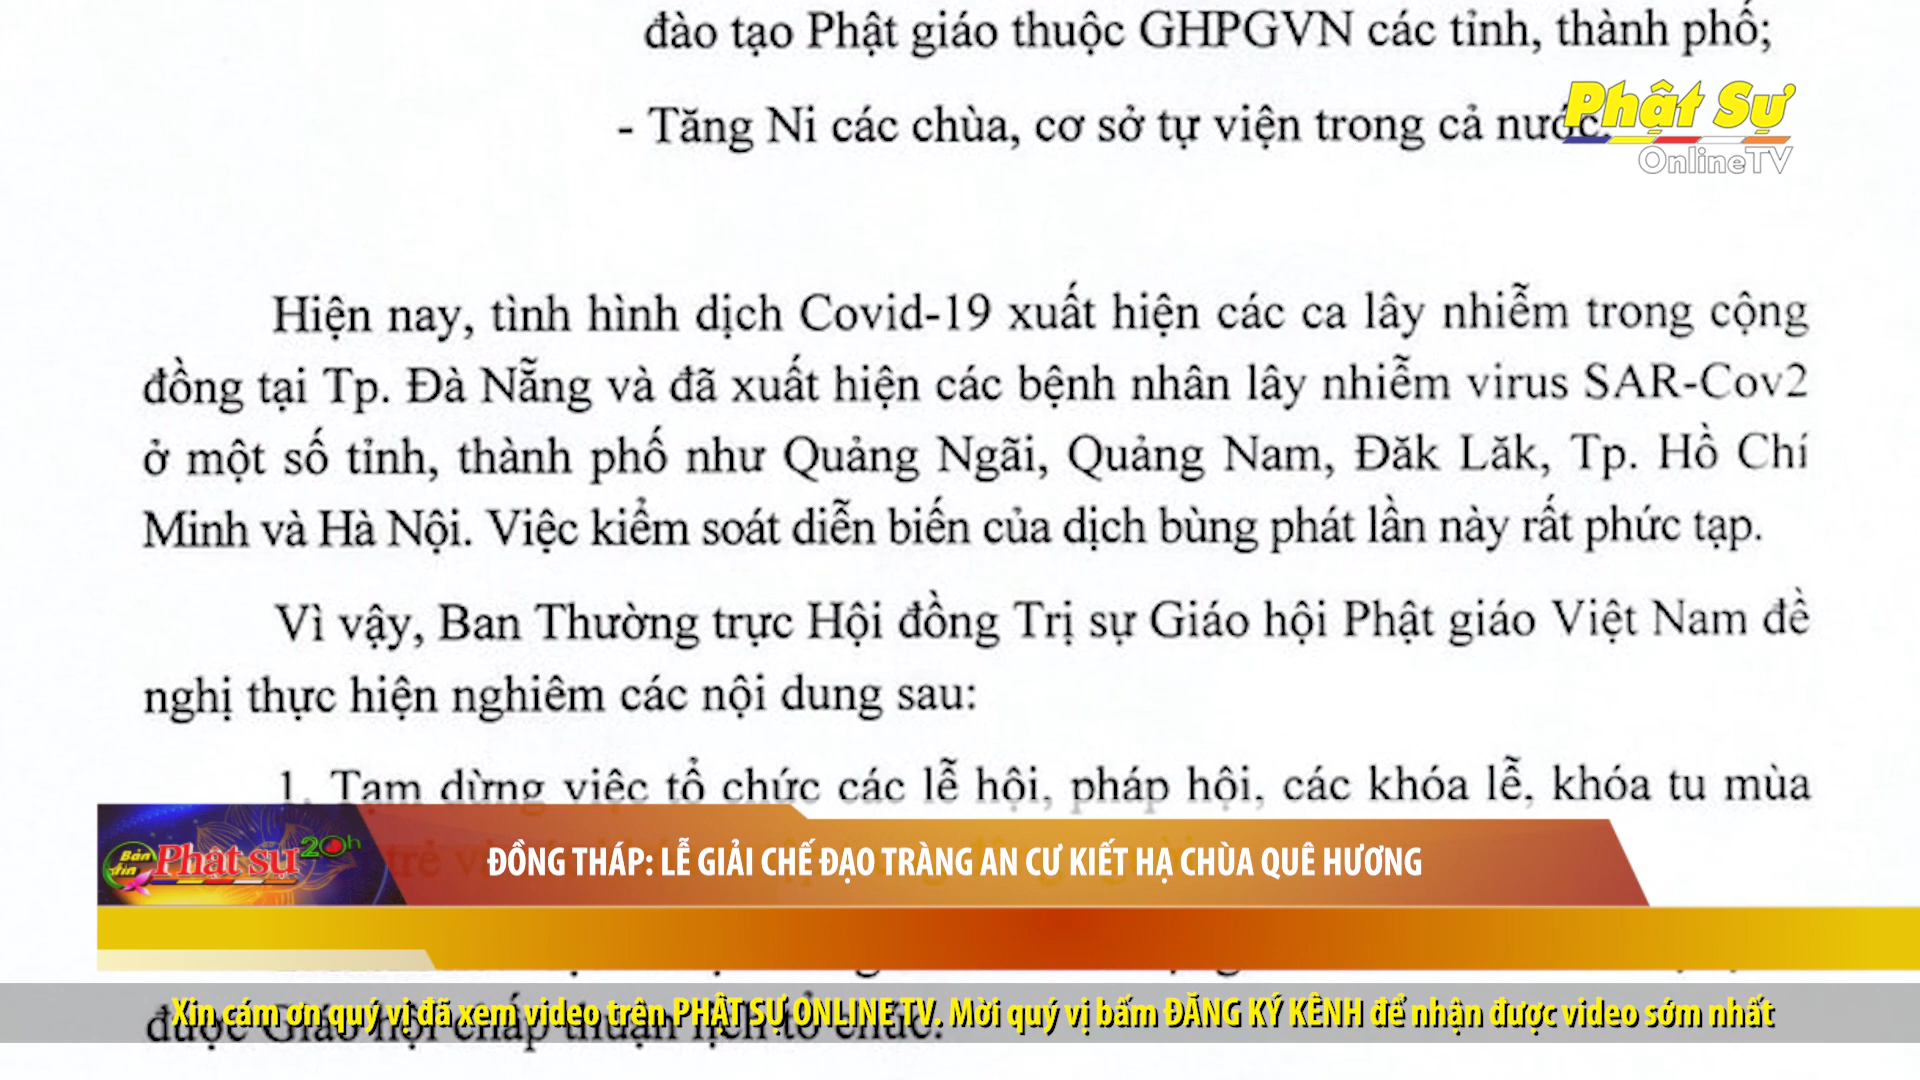 đào tạo Phật giáo thuộc GHPGVN các tỉnh, thành phố;
- Tăng Ni các chùa, cơ sở tự viện trong cả nước.
Phật Sự
OnlineTV
Hiện nay, tình hình dịch Covid-19 xuất hiện các ca lây nhiễm trong cộng
đồng tại Tp. Đà Nẵng và đã xuất hiện các bệnh nhân lây nhiễm virus SAR-Cov2
ở một số tỉnh, thành phố như Quảng Ngãi, Quảng Nam, Đăk Lăk, Tp. Hồ Chí
Minh và Hà Nội. Việc kiểm soát diễn biến của dịch bùng phát lần này rất phức tạp.
Vì vậy, Ban Thường trực Hội đồng Trị sự Giáo hội Phật giáo Việt Nam đề
nghị thực hiện nghiêm các nội dung sau:
1. Tạm dừng việc tổ chức các lễ hội, pháp hội, các khóa lễ, khóa tu mùa
Bản tin Phật sự 20h
trẻ
ĐỒNG THÁP: LỄ GIẢI CHẾ ĐẠO TRÀNG AN CƯ KIẾT HẠ CHÙA QUÊ HƯƠNG
được Giáo hội chấp thuận lịch tổ chức.
Xin cám ơn quý vị đã xem video trên PHẬT SỰ ONLINE TV. Mời quý vị bấm ĐĂNG KÝ KÊNH để nhận được video sớm nhất